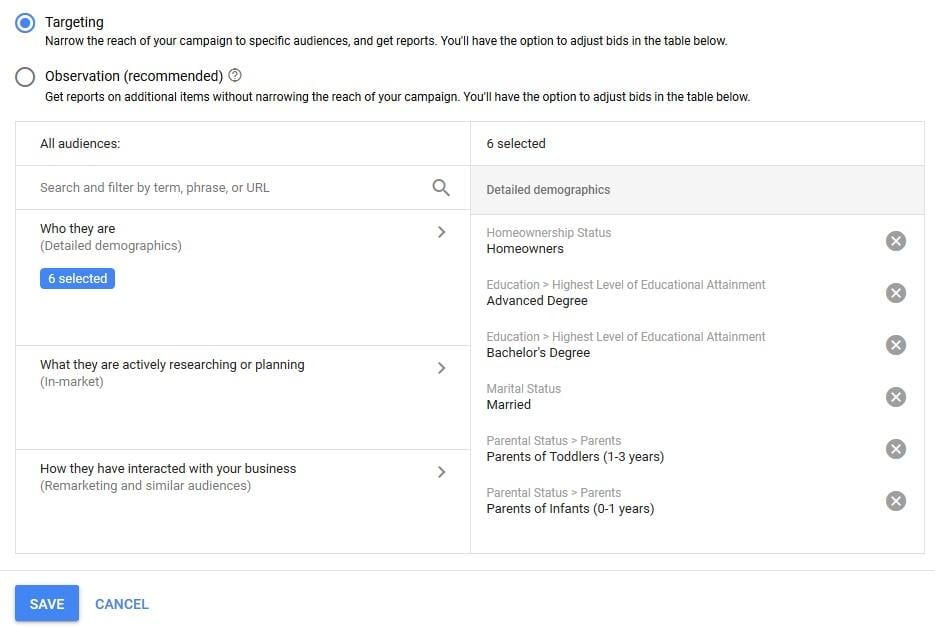 Targeting
Narrow the reach of your campaign to specific audiences, and get reports. You'll have the option to adjust bids in the table below.
Observation (recommended) ?
Get reports on additional items without narrowing the reach of your campaign. You'll have the option to adjust bids in the table below.
All audiences:
Search and filter by term, phrase, or URL
Who they are
(Detailed demographics)
6 selected
What they are actively researching or planning
(In-market)
How they have interacted with your business
(Remarketing and similar audiences)
6 selected
Detailed demographics
Homeownership Status
Homeowners
Education > Highest Level of Educational Attainment
Advanced Degree
Education > Highest Level of Educational Attainment
Bachelor's Degree
Marital Status
Married
Parental Status > Parents
Parents of Toddlers (1-3 years)
Parental Status > Parents
Parents of Infants (0-1 years)
SAVE
CANCEL